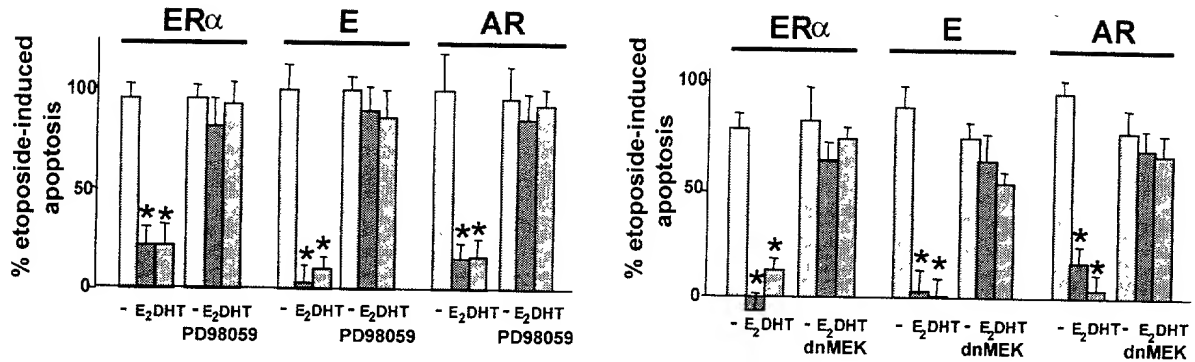 ERα E AR
% etoposide-induced
apoptosis
100
50
0
- E2DHT - E2DHT - E2DHT - E2DHT - E2DHT - E2DHT
PD98059 PD98059 PD98059
* * * * * *
ERα E AR
% etoposide-induced
apoptosis
100
50
0
- E2DHT - E2DHT - E2DHT - E2DHT - E2DHT - E2DHT
dnMEK dnMEK dnMEK
* * * * * *